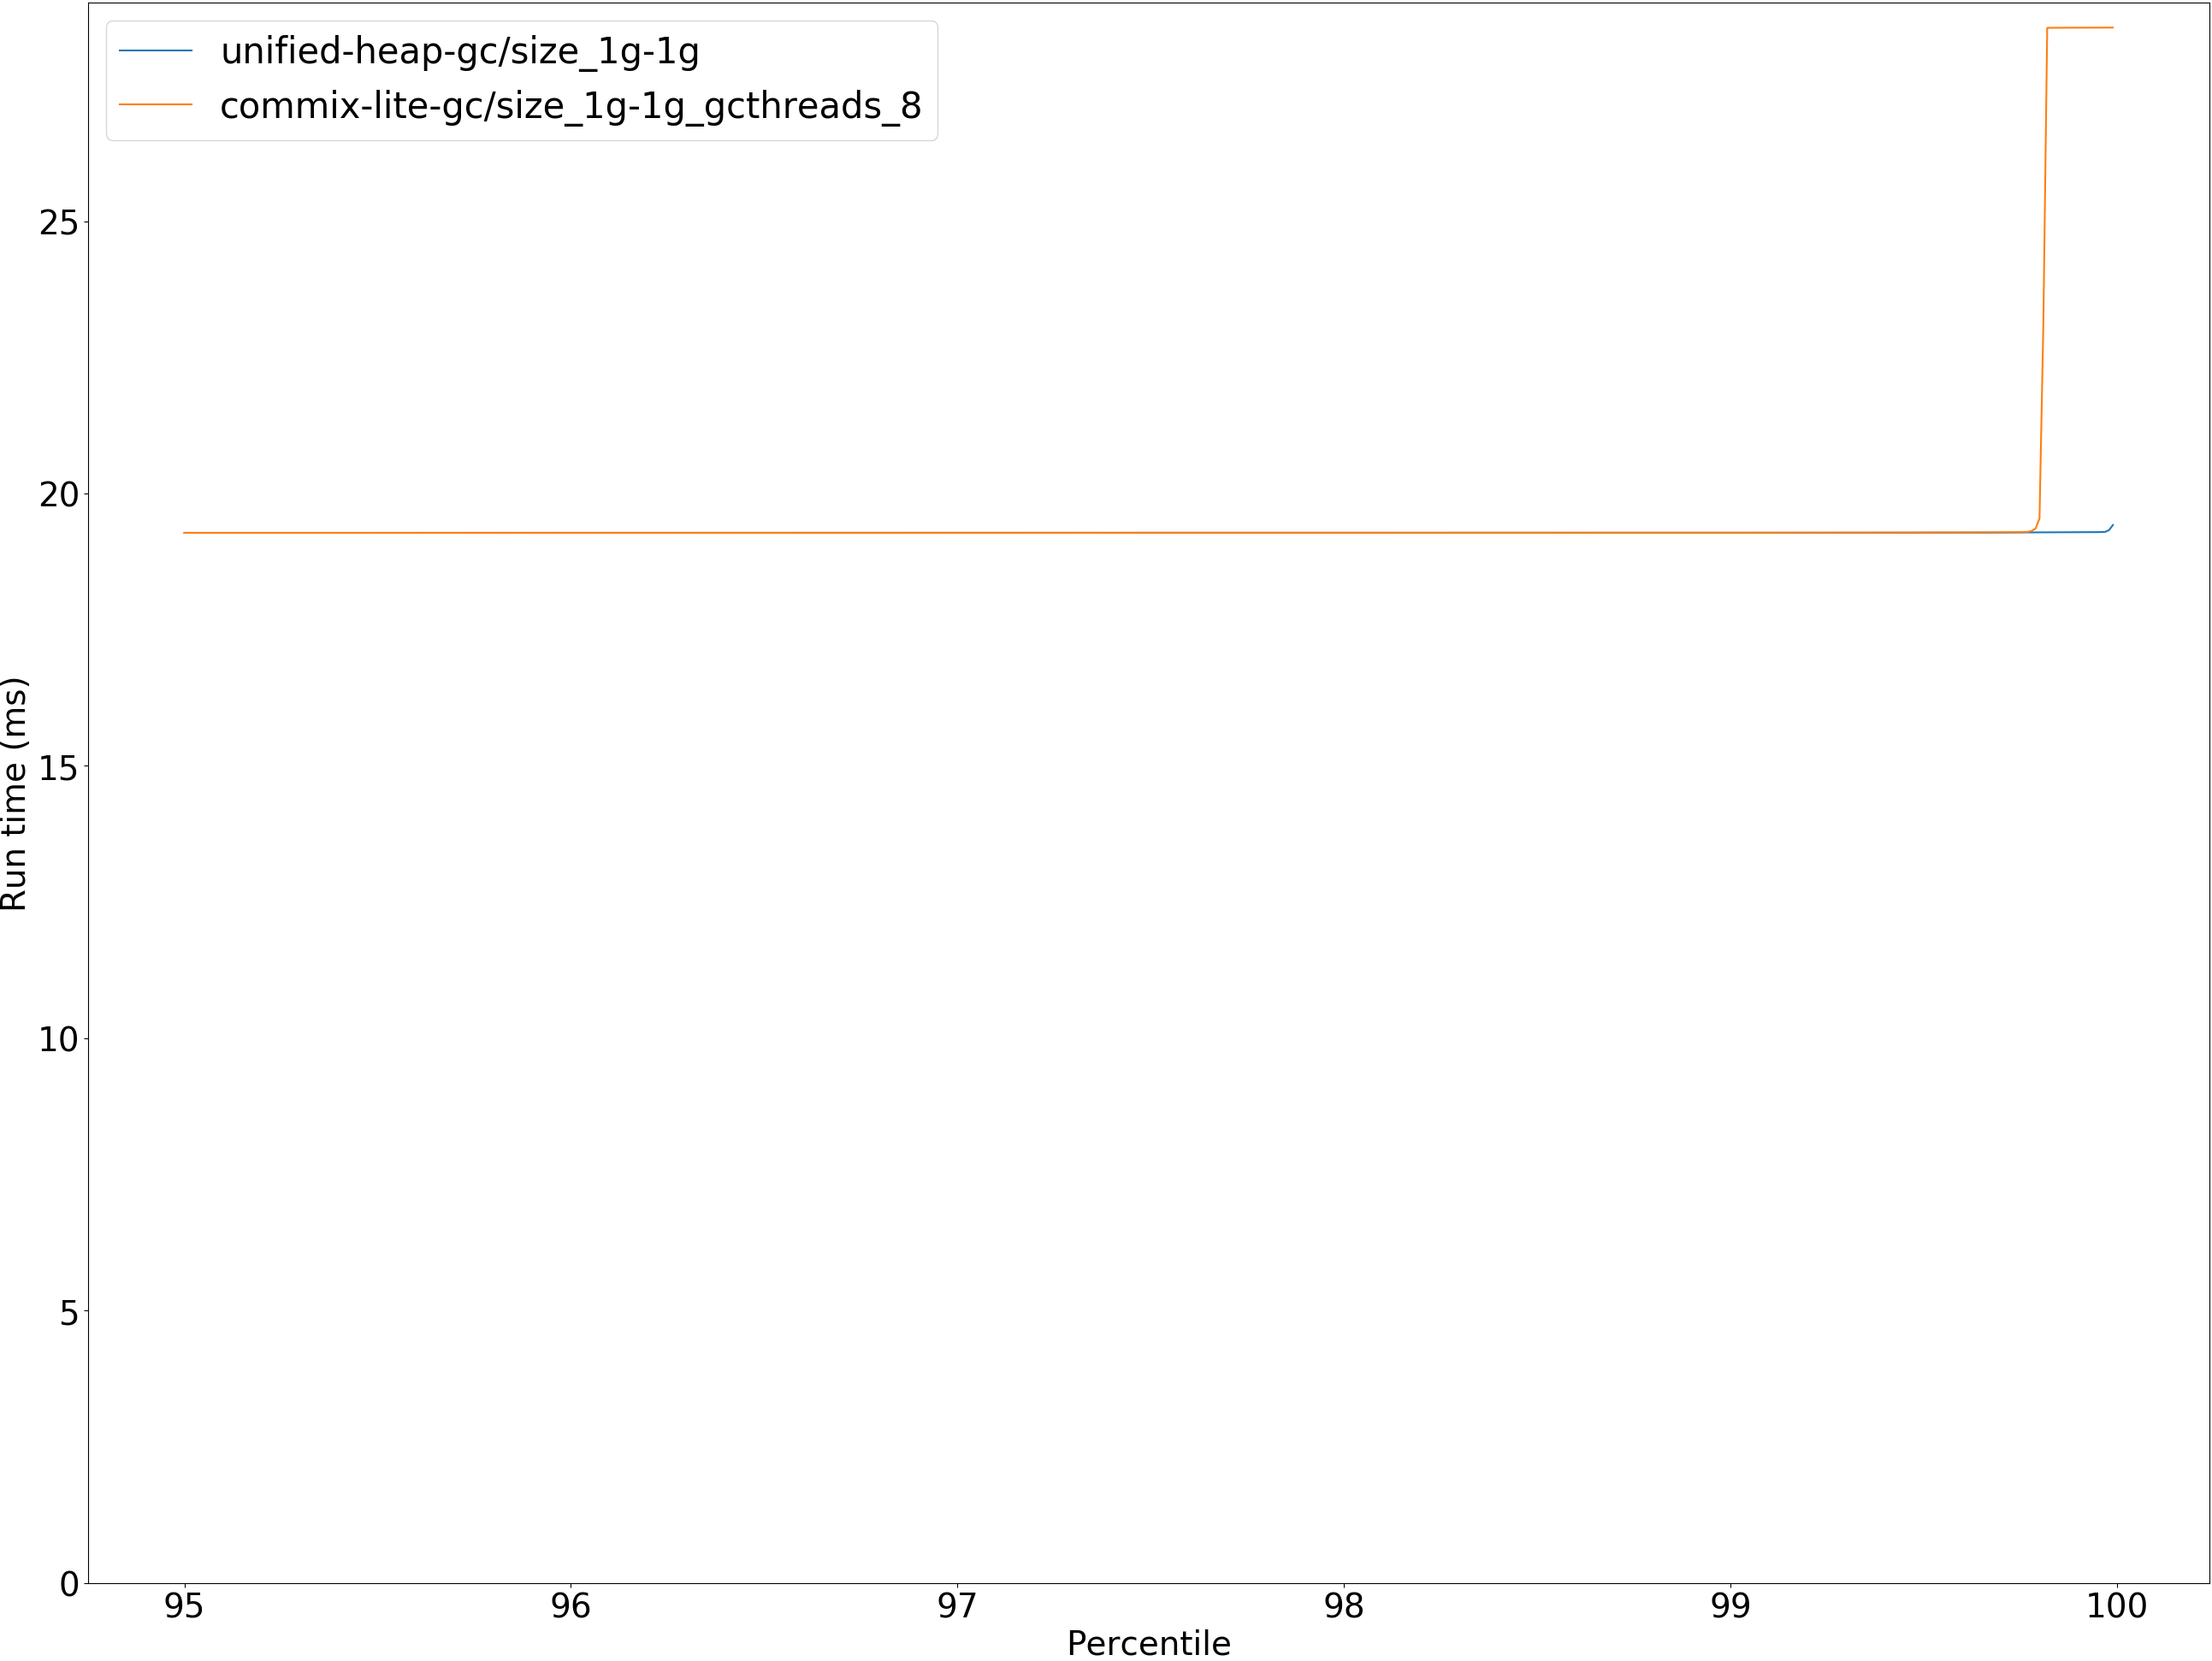 unified-heap-gc/size_1g-1g
commix-lite-gc/size_1g-1g_gcthreads_8
25
20
15
10
5
0
Run time (ms)
95 96 97 98 99 100
Percentile